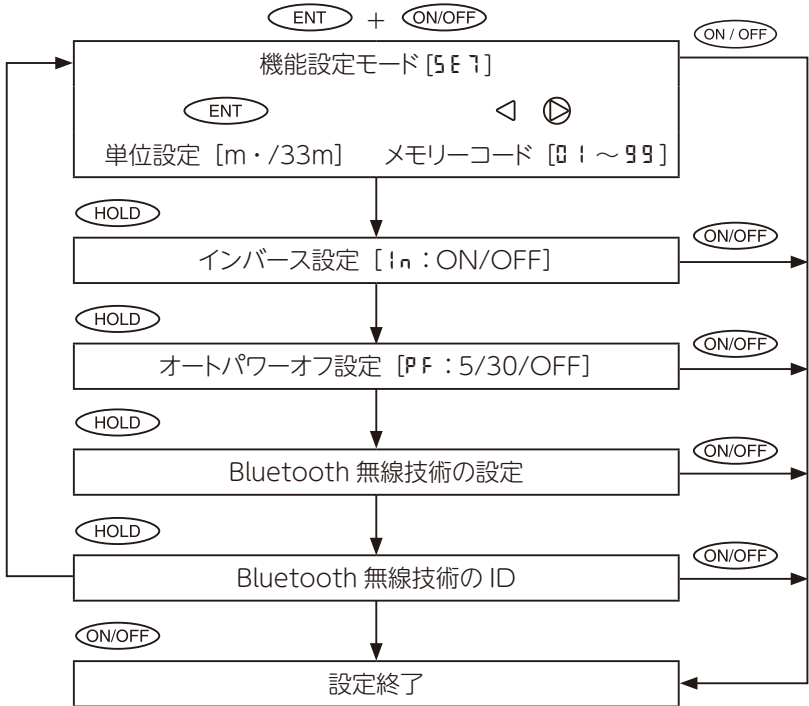 ENT + ON/OFF
ON / OFF
機能設定モード [SET]
ENT
単位設定 [m・/33m] メモリーコード [01～99]
HOLD
ON/OFF
インバース設定 [In：ON/OFF]
HOLD
ON/OFF
オートパワーオフ設定 [PF：5/30/OFF]
HOLD
ON/OFF
Bluetooth 無線技術の設定
HOLD
ON/OFF
Bluetooth 無線技術の ID
ON/OFF
設定終了